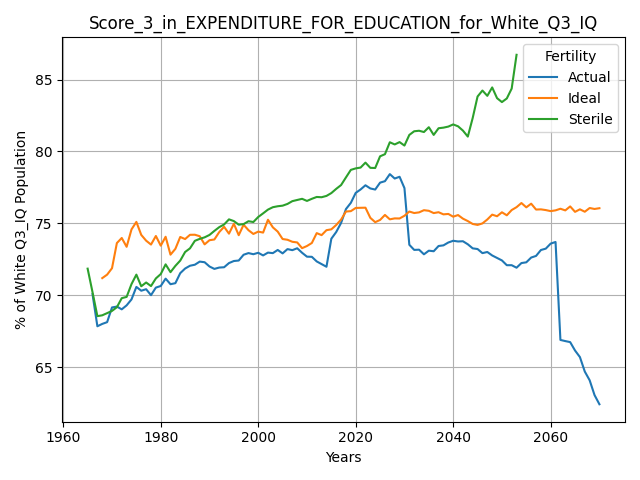 Score_3_in_EXPENDITURE_FOR_EDUCATION_for_White_Q3_IQ
% of White Q3_IQ Population
85
80
75
70
65
Fertility
Actual
Ideal
Sterile
1960
1980
2000
2020
2040
2060
Years